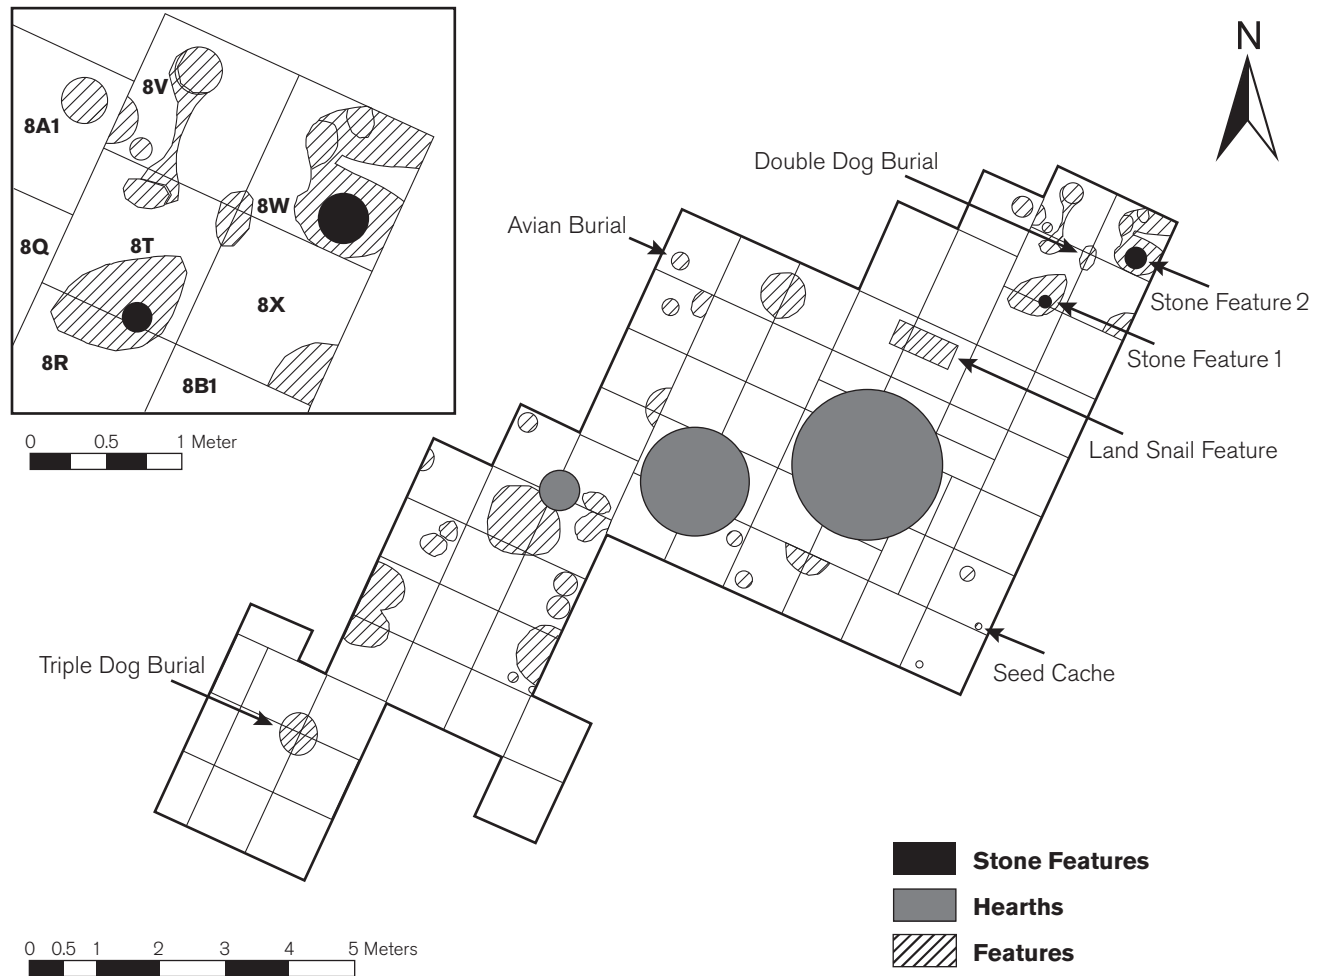 8V
8A1
8W
8Q
8T
8X
8R
8B1
0 0.5 1 Meter
N
Double Dog Burial
Avian Burial
Stone Feature 2
Stone Feature 1
Land Snail Feature
Seed Cache
Triple Dog Burial
Stone Features
Hearths
Features
0 0.5 1 2 3 4 5 Meters